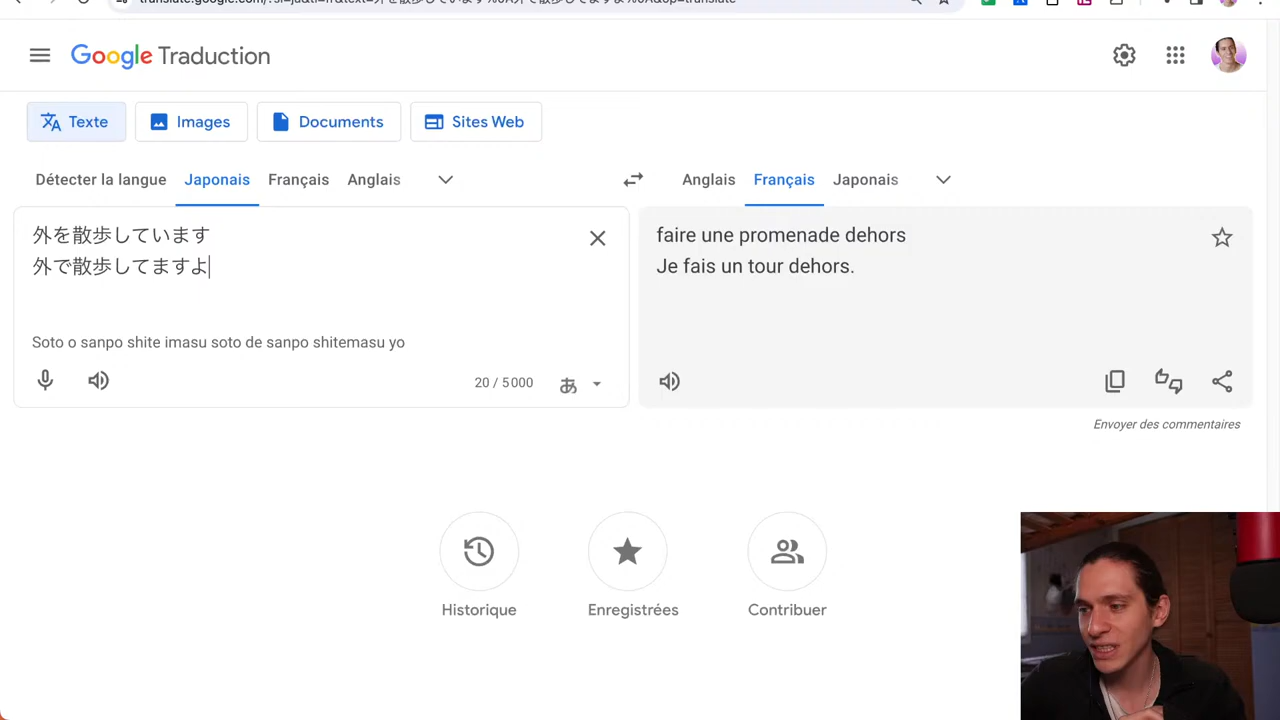 Google Traduction
Texte
Images
Documents
Sites Web
Détecter la langue
Japonais
Français
Anglais
Anglais
Français
Japonais
外を散歩しています
外で散歩してますよ
Soto o sanpo shite imasu soto de sanpo shitemasu yo
20 / 5 000
あ
faire une promenade dehors
Je fais un tour dehors.
Envoyer des commentaires
Historique
Enregistrées
Contribuer